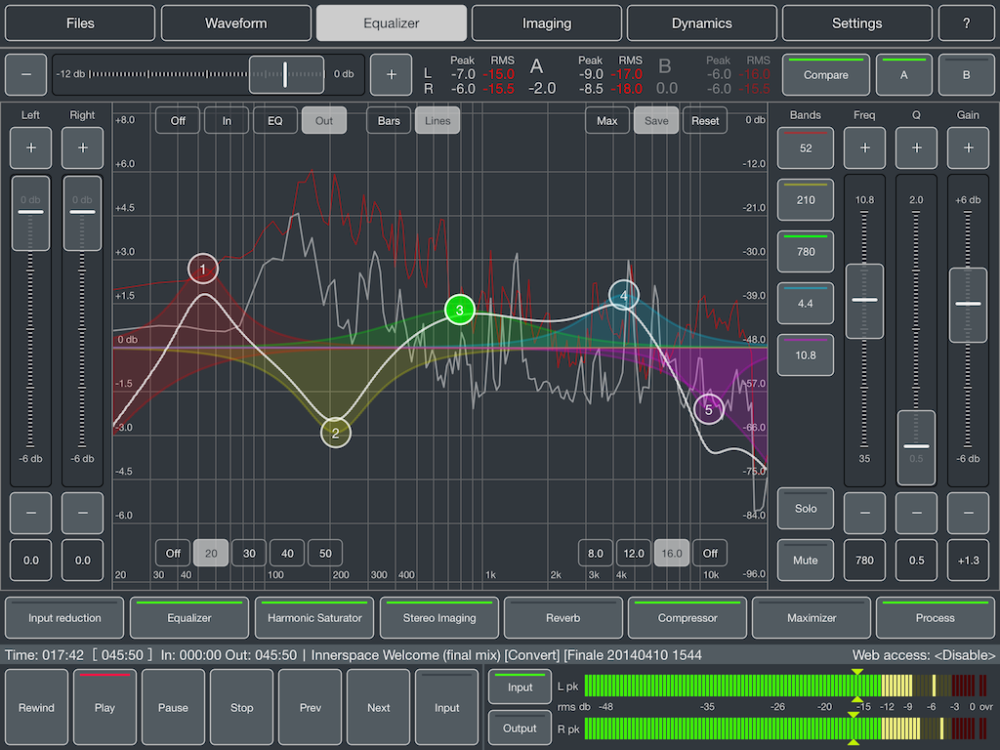 Files Waveform Equalizer Imaging Dynamics Settings ?
− -12 db 0 db + L R Peak -7.0 -6.0 RMS -15.0 -15.5 A -2.0 Peak -9.0 -8.5 RMS -17.0 -18.0 B 0.0 Peak -6.0 -6.0 RMS -18.0 -15.5 Compare A B
Left Right
+ +
0 db 0 db
-6 db -6 db
− −
0.0 0.0
Off In EQ Out Bars Lines Max Save Reset
+8.0 0 db
+6.0 -12.0
+4.5 -21.0
+3.0 -30.0
+1.5 -39.0
0 db -48.0
-1.5 -57.0
-3.0 -66.0
-4.5 -75.0
-6.0 -84.0
-96.0
1
2
3
4
5
Off 20 30 40 50 8.0 12.0 16.0 Off
20 30 40 100 200 300 400 1k 2k 3k 4k 10k
Bands Freq Q Gain
52 + + +
210 10.8 2.0 +6 db
780
4.4
10.8
35 0.5 -6 db
Solo − − −
Mute 780 0.5 +1.3
Input reduction Equalizer Harmonic Saturator Stereo Imaging Reverb Compressor Maximizer Process
Time: 017:42 [ 045:50 ] In: 000:00 Out: 045:50 | Innerspace Welcome (final mix) [Convert] [Finale 20140410 1544 Web access: <Disable>
Rewind Play Pause Stop Prev Next Input
Input L pk
rms db -48 -35 -26 -20 -15 -12 -9 -6 -3 0 ovr
Output R pk